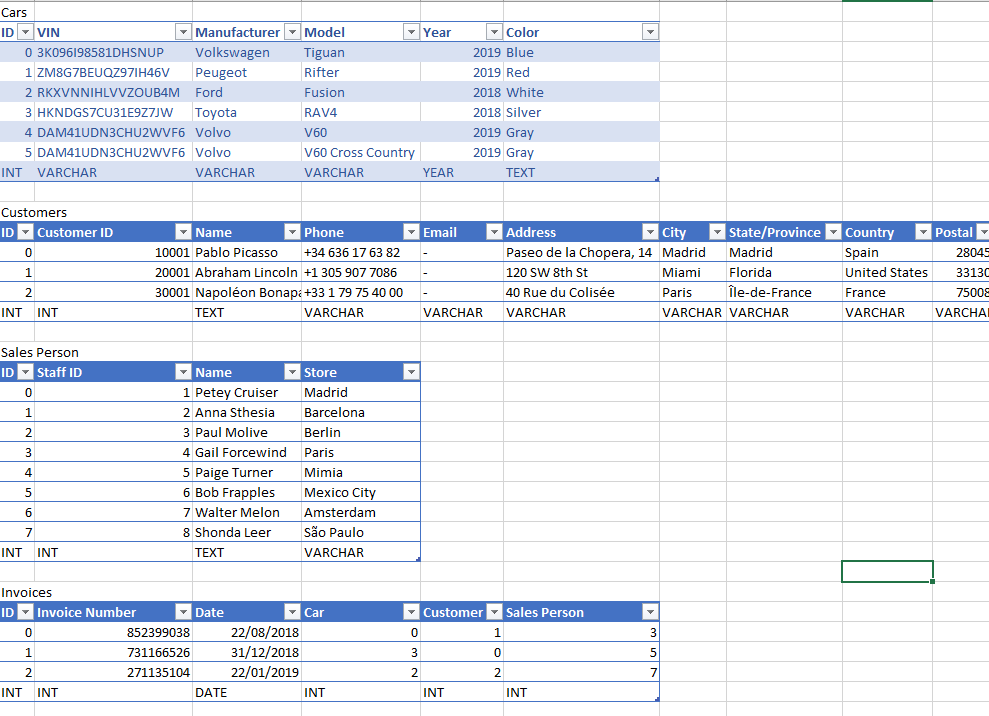 Cars
ID VIN Manufacturer Model Year Color
0 3K096I98581DHSNUP Volkswagen Tiguan 2019 Blue
1 ZM8G7BEUQZ97IH46V Peugeot Rifter 2019 Red
2 RKXVNNIHLVVZOUB4M Ford Fusion 2018 White
3 HKNDGS7CU31E9Z7JW Toyota RAV4 2018 Silver
4 DAM41UDN3CHU2WVF6 Volvo V60 2019 Gray
5 DAM41UDN3CHU2WVF6 Volvo V60 Cross Country 2019 Gray
INT VARCHAR VARCHAR VARCHAR YEAR TEXT
Customers
ID Customer ID Name Phone Email Address City State/Province Country Postal
0 10001 Pablo Picasso +34 636 17 63 82 - Paseo de la Chopera, 14 Madrid Madrid Spain 28045
1 20001 Abraham Lincoln +1 305 907 7086 - 120 SW 8th St Miami Florida United States 33130
2 30001 Napoléon Bonapa +33 1 79 75 40 00 - 40 Rue du Colisée Paris Île-de-France France 75008
INT INT TEXT VARCHAR VARCHAR VARCHAR VARCHAR VARCHAR VARCHAR VARCHA
Sales Person
ID Staff ID Name Store
0 1 Petey Cruiser Madrid
1 2 Anna Sthesia Barcelona
2 3 Paul Molive Berlin
3 4 Gail Forcewind Paris
4 5 Paige Turner Mimia
5 6 Bob Frapples Mexico City
6 7 Walter Melon Amsterdam
7 8 Shonda Leer São Paulo
INT INT TEXT VARCHAR
Invoices
ID Invoice Number Date Car Customer Sales Person
0 852399038 22/08/2018 0 1 3
1 731166526 31/12/2018 3 0 5
2 271135104 22/01/2019 2 2 7
INT INT DATE INT INT INT